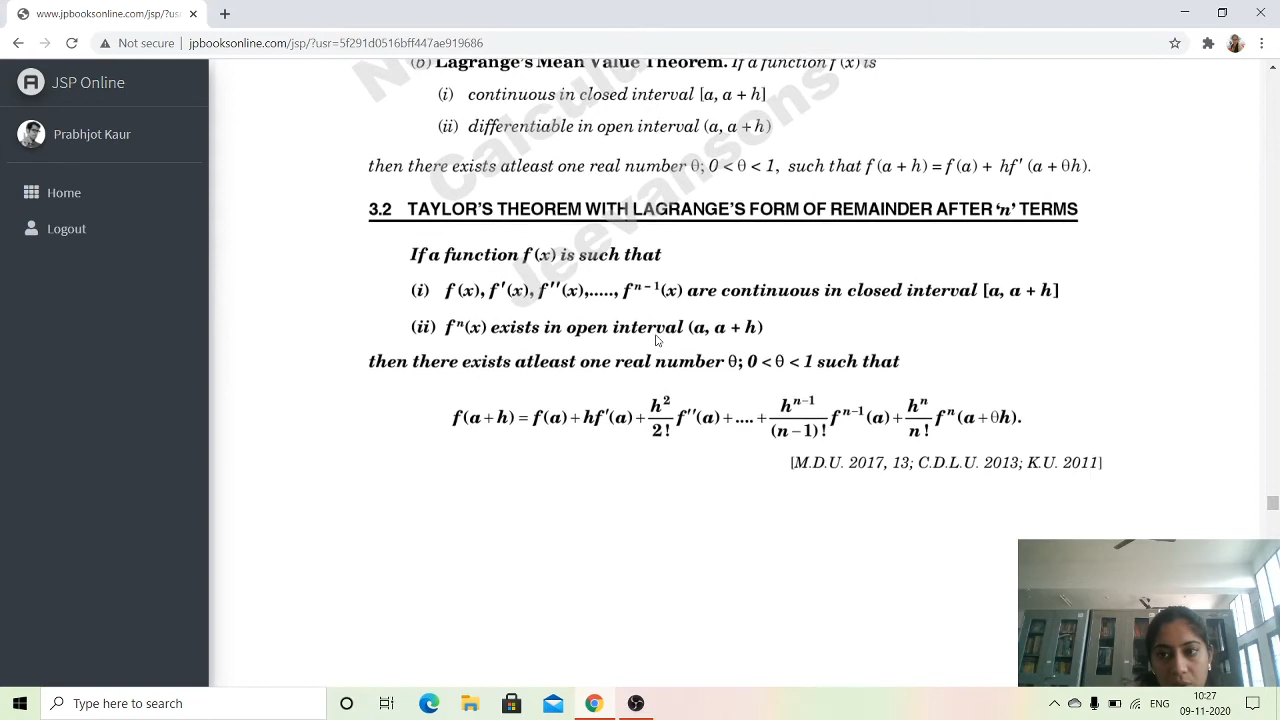 www.jpbooksonline.com/jsp/?usr=
Not secure | jpbooksonline.com/jsp/?usr=5f291d0516bff447ae919686
JSP Online
Prabhjot Kaur
Home
Logout
(b) Lagrange's Mean Value Theorem. If a function f (x) is
(i) continuous in closed interval [a, a + h]
(ii) differentiable in open interval (a, a + h)
then there exists atleast one real number θ; 0 < θ < 1, such that f (a + h) = f (a) + hf′ (a + θh).
3.2 TAYLOR'S THEOREM WITH LAGRANGE'S FORM OF REMAINDER AFTER 'n' TERMS
If a function f (x) is such that
(i) f (x), f′(x), f′′(x),....., fⁿ⁻¹(x) are continuous in closed interval [a, a + h]
(ii) fⁿ(x) exists in open interval (a, a + h)
then there exists atleast one real number θ; 0 < θ < 1 such that
f(a + h) = f(a) + hf′(a) + h²/2! f′′(a) + .... + hⁿ⁻¹/(n−1)! fⁿ⁻¹(a) + hⁿ/n! fⁿ(a + θh).
[M.D.U. 2017, 13; C.D.L.U. 2013; K.U. 2011]
Jeevansons
Type here to search
ENG
10:27
09-11-2020